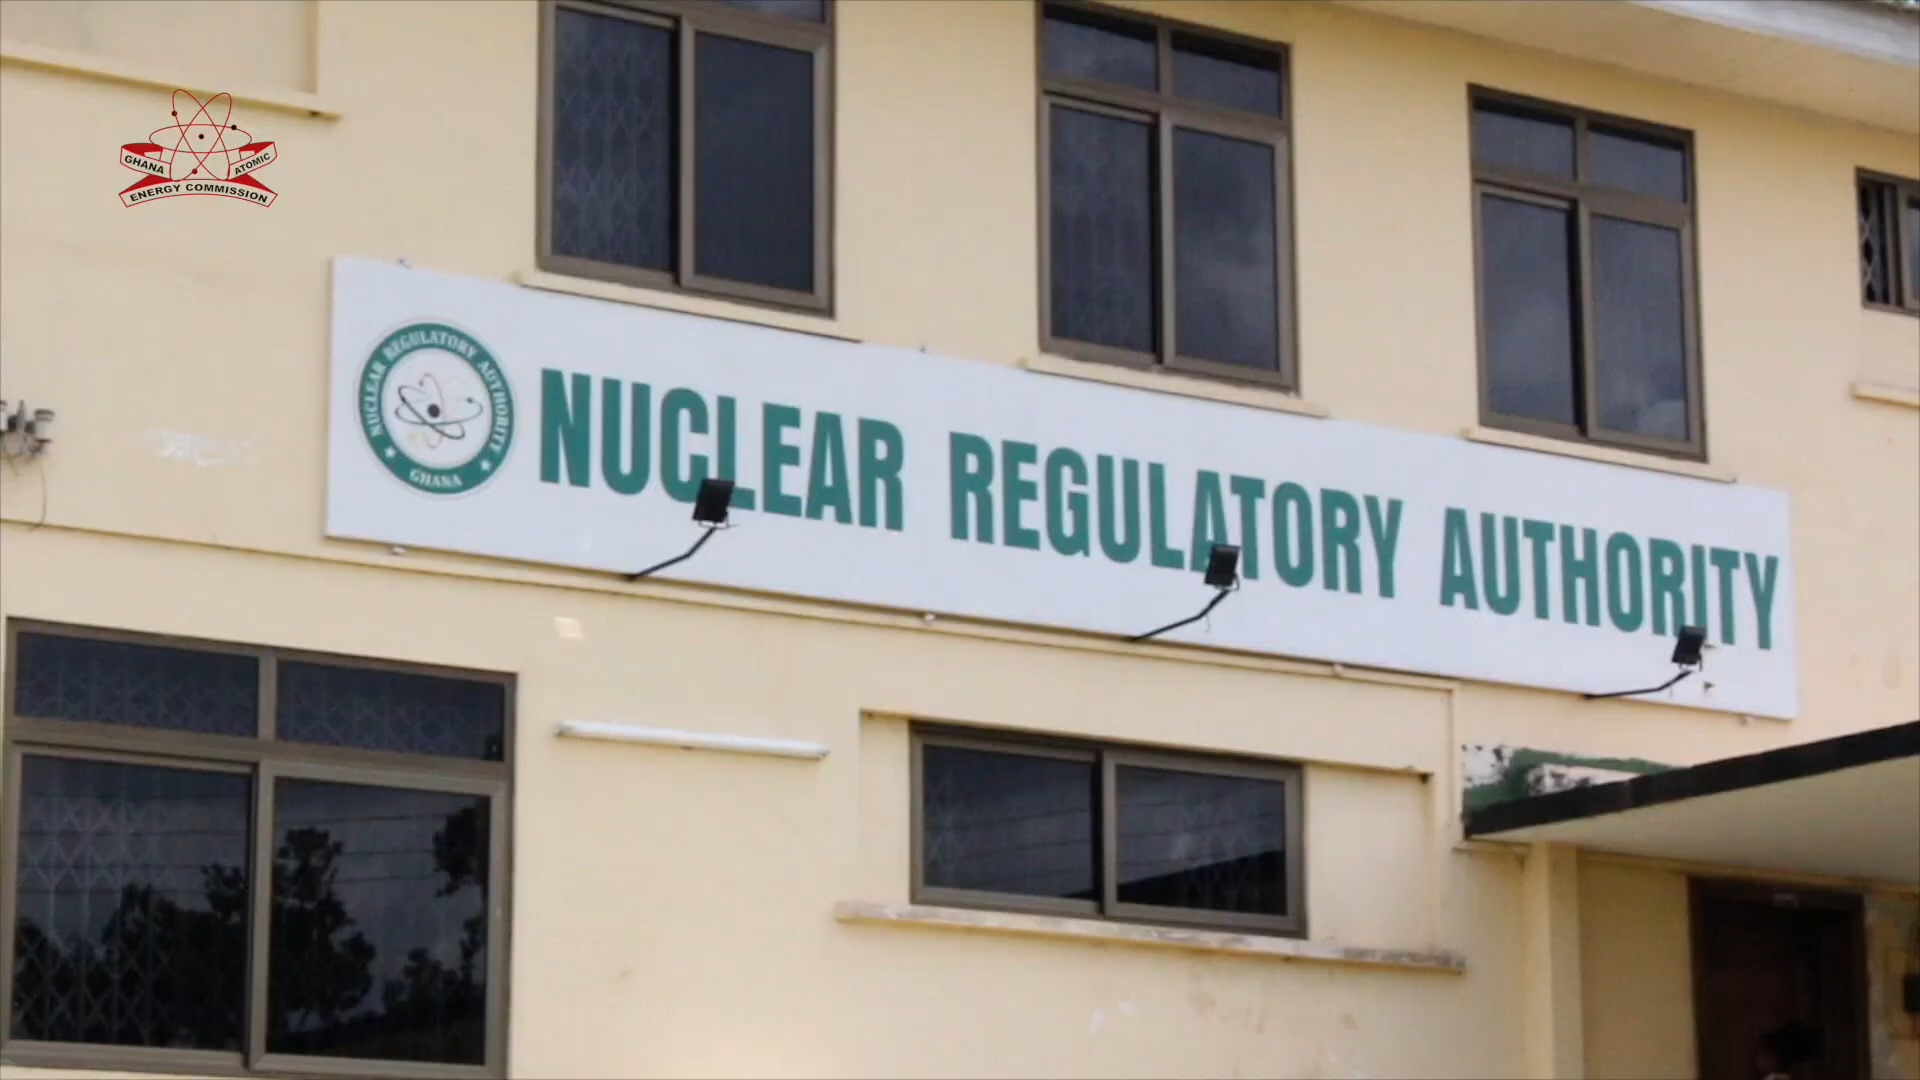 GHANA ATOMIC
ENERGY COMMISSION
NUCLEAR REGULATORY AUTHORITY
GHANA
NUCLEAR REGULATORY AUTHORITY